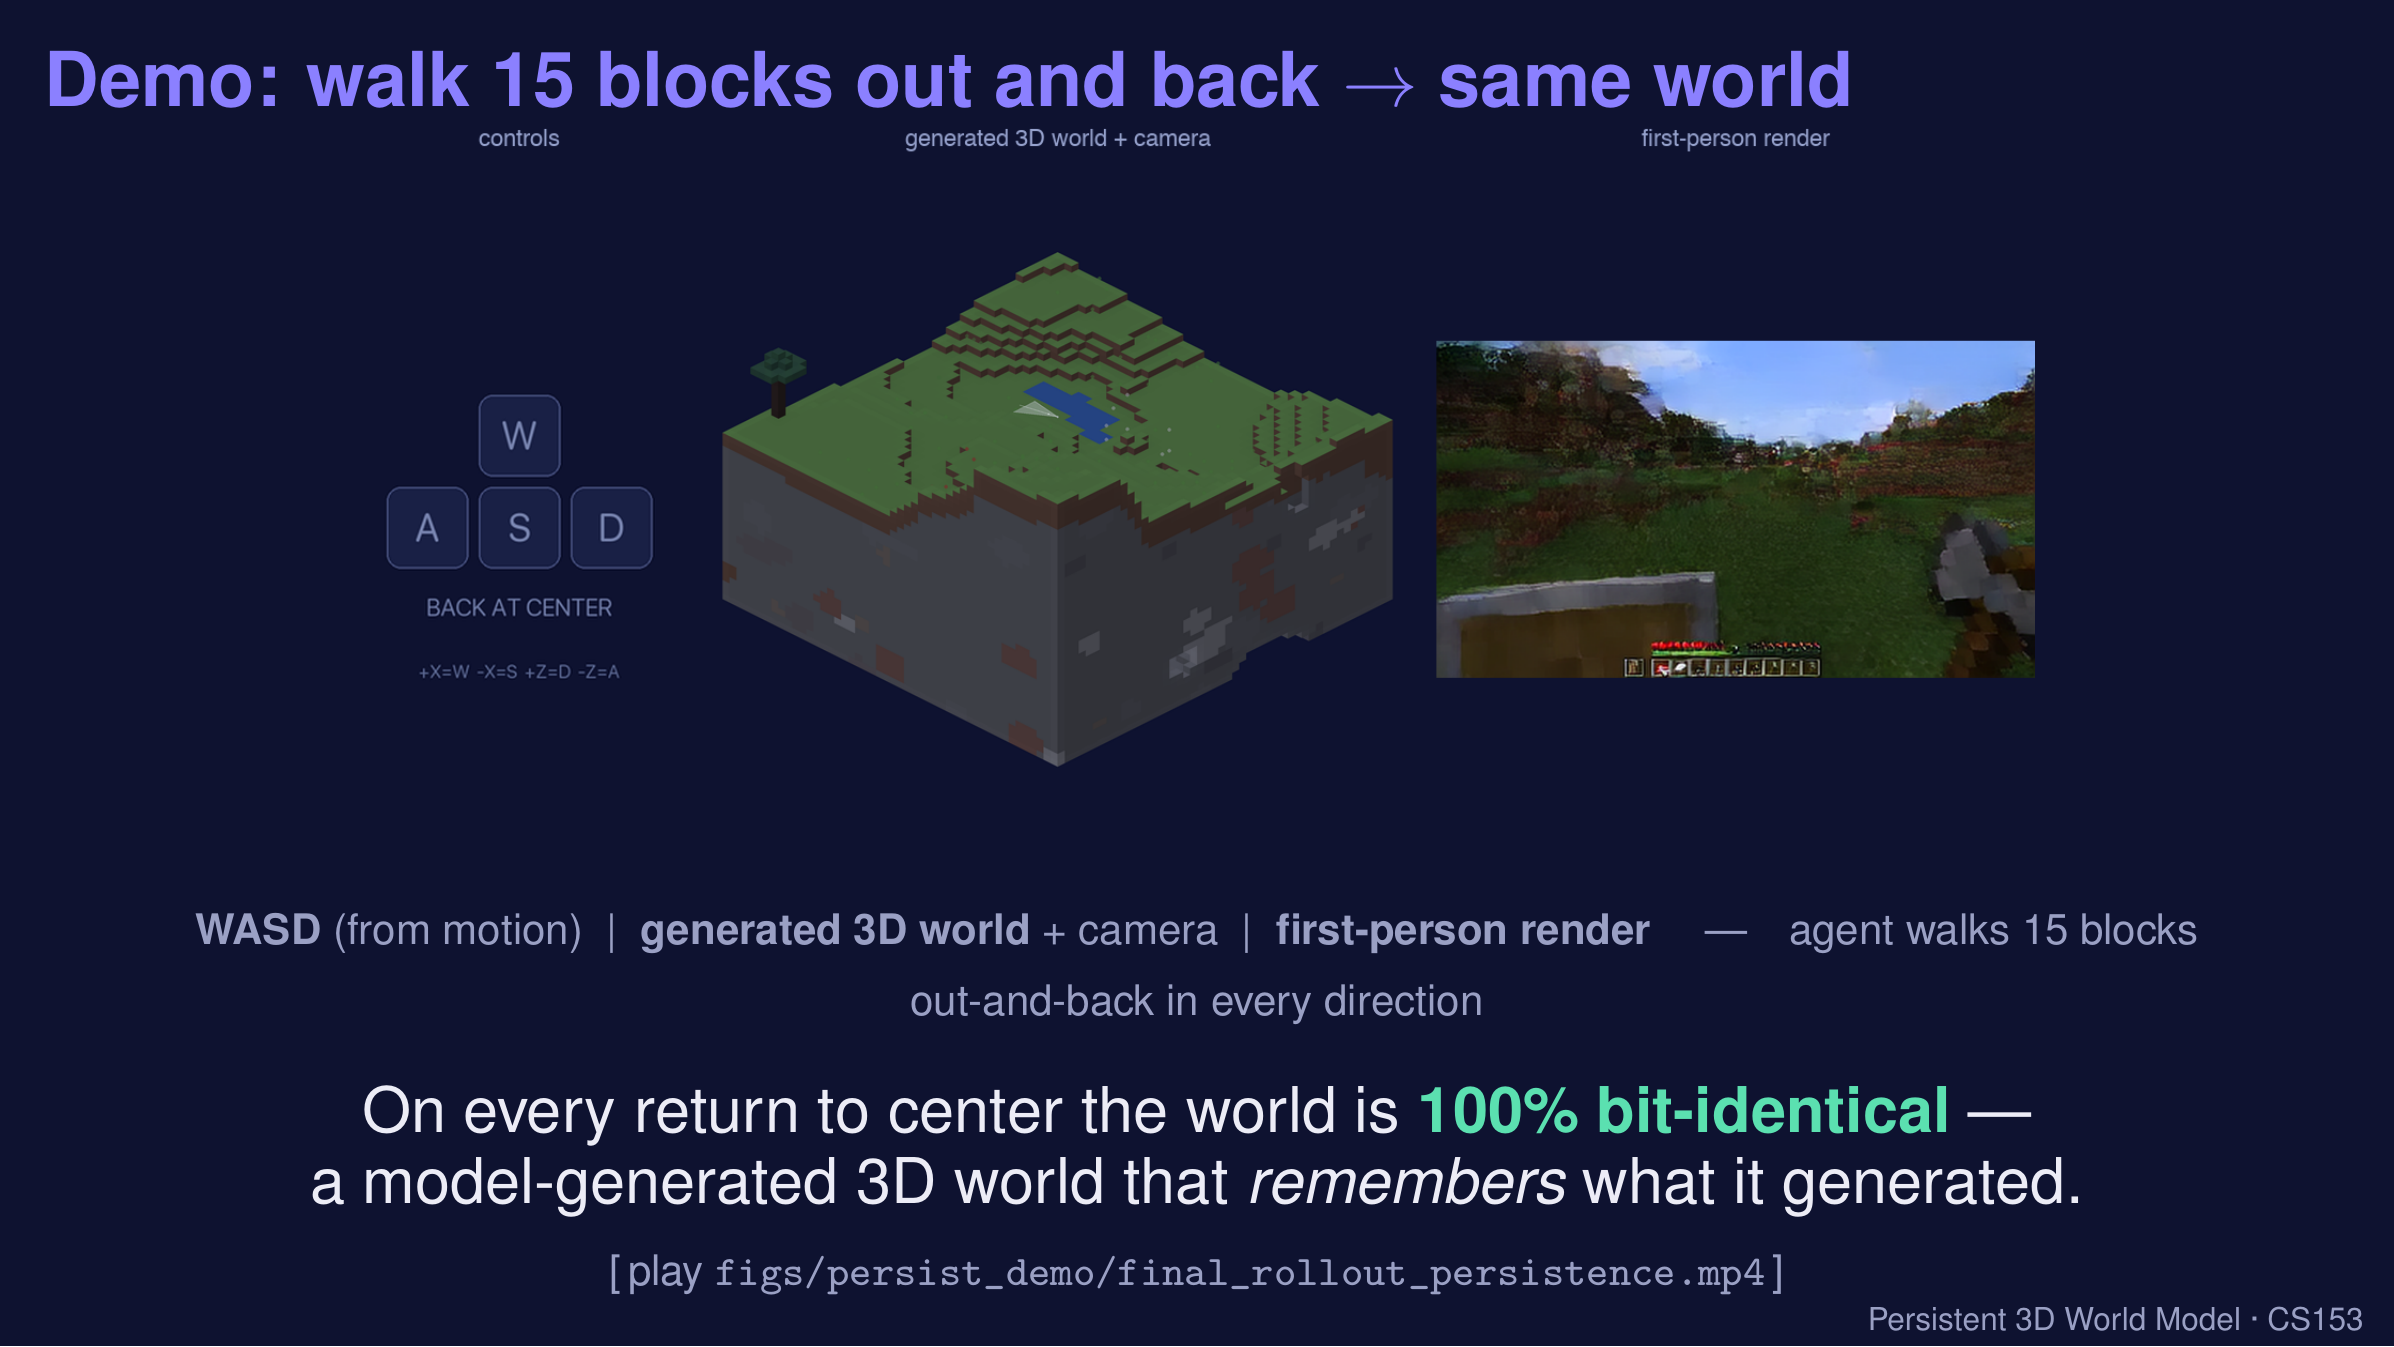 Demo: walk 15 blocks out and back → same world
controls
generated 3D world + camera
first-person render
W
A S D
BACK AT CENTER
+X=W -X=S +Z=D -Z=A
WASD (from motion) | generated 3D world + camera | first-person render — agent walks 15 blocks
out-and-back in every direction
On every return to center the world is 100% bit-identical —
a model-generated 3D world that remembers what it generated.
[play figs/persist_demo/final_rollout_persistence.mp4]
Persistent 3D World Model · CS153